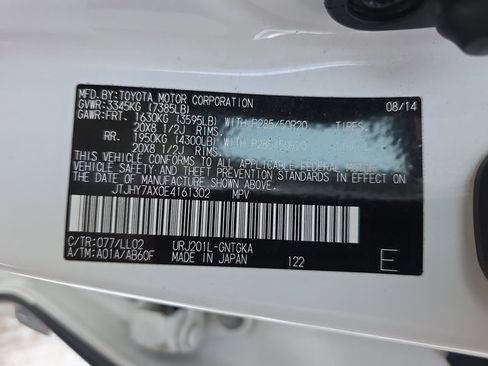 MFD. BY: TOYOTA MOTOR CORPORATION 08/14
GVWR: 3345KG (7385LB)
GAWR: FRT. 1630KG (3595LB) WITH P285/50R20 TIRES
20X8 1/2J RIMS.
RR. 1950KG (4300LB) WITH P285/50R20
20X8 1/2J RIMS.
THIS VEHICLE CONFORMS TO ALL APPLICABLE FEDERAL MOTOR
VEHICLE SAFETY AND THEFT PREVENTION STANDARDS IN EFFECT
ON THE DATE OF MANUFACTURE SHOWN ABOVE.
JTJHY7AX0E4161302 MPV
C/TR: 077/LL02 URJ201L-GNTGKA
A/TM: A01A/AB60F MADE IN JAPAN 122 E